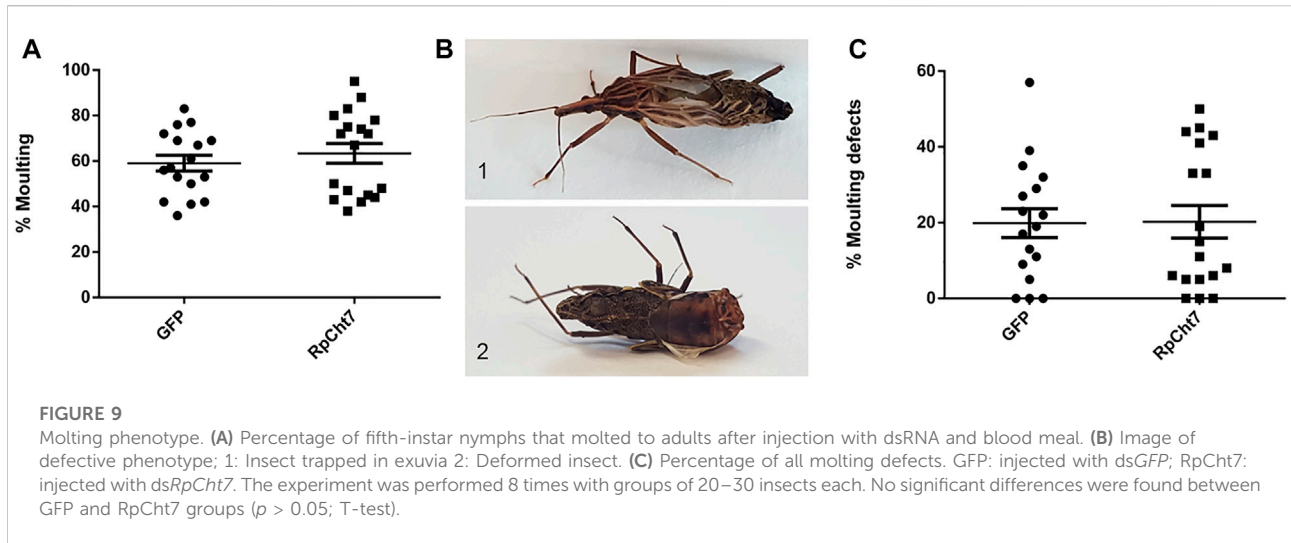 A
B
C
100
80
60
40
20
0
% Moulting
GFP
RpCht7
1
2
60
40
20
0
% Moulting defects
GFP
RpCht7
FIGURE 9
Molting phenotype. (A) Percentage of fifth-instar nymphs that molted to adults after injection with dsRNA and blood meal. (B) Image of
defective phenotype; 1: Insect trapped in exuvia 2: Deformed insect. (C) Percentage of all molting defects. GFP: injected with dsGFP; RpCht7:
injected with dsRpCht7. The experiment was performed 8 times with groups of 20–30 insects each. No significant differences were found between
GFP and RpCht7 groups (p > 0.05; T-test).